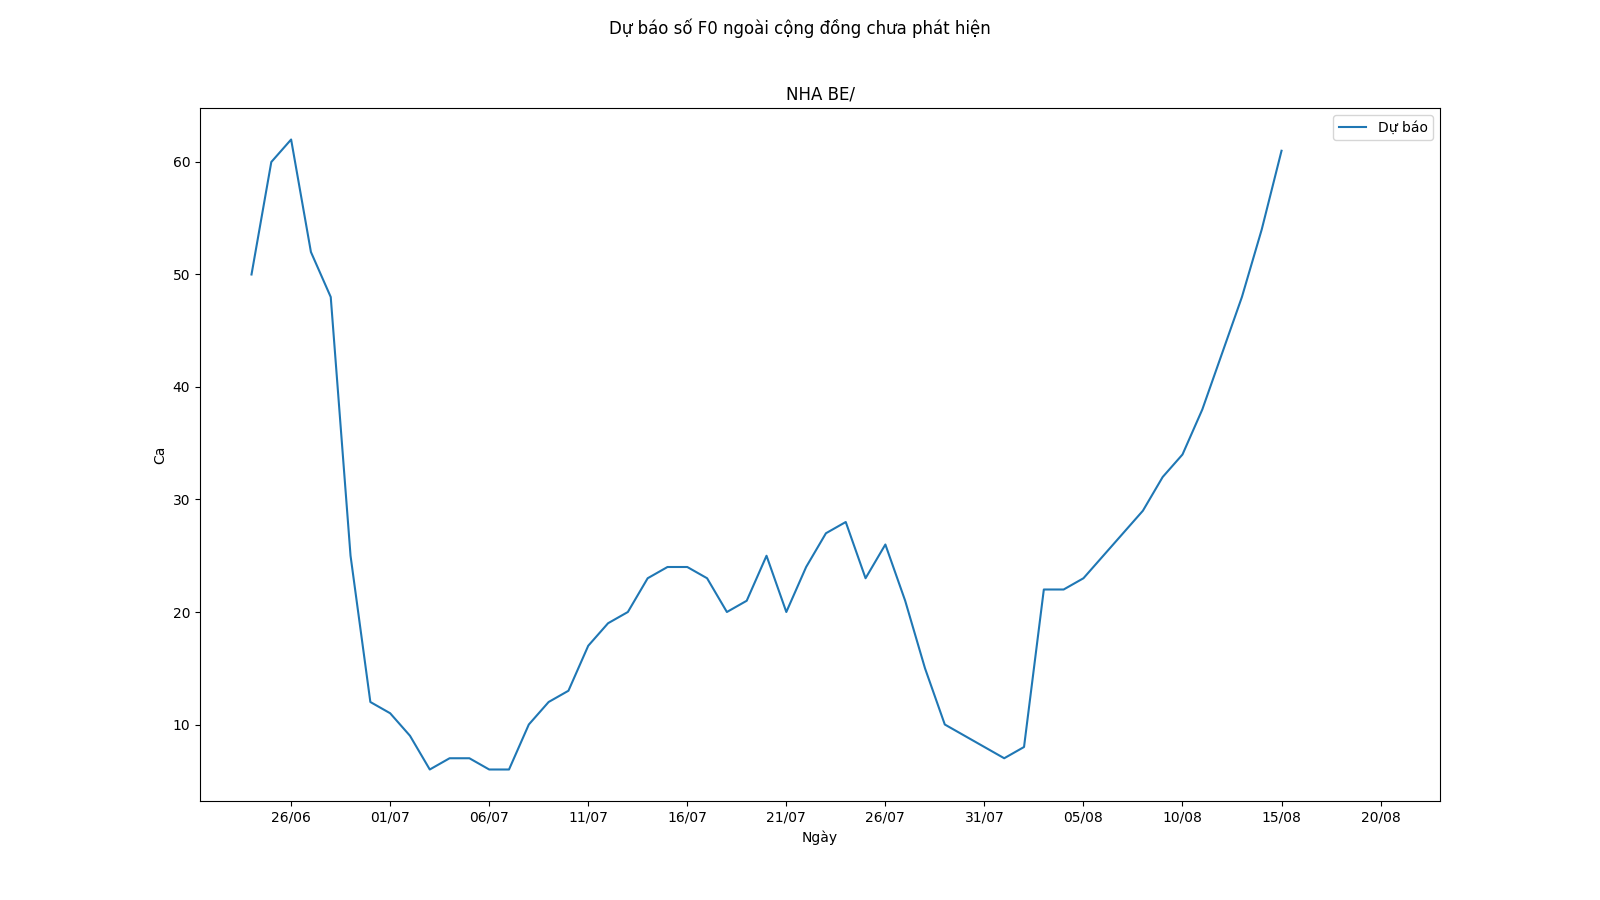 Dự báo số F0 ngoài cộng đồng chưa phát hiện
NHA BE/
Dự báo
60
50
40
30
20
10
Ca
26/06 01/07 06/07 11/07 16/07 21/07 26/07 31/07 05/08 10/08 15/08 20/08
Ngày